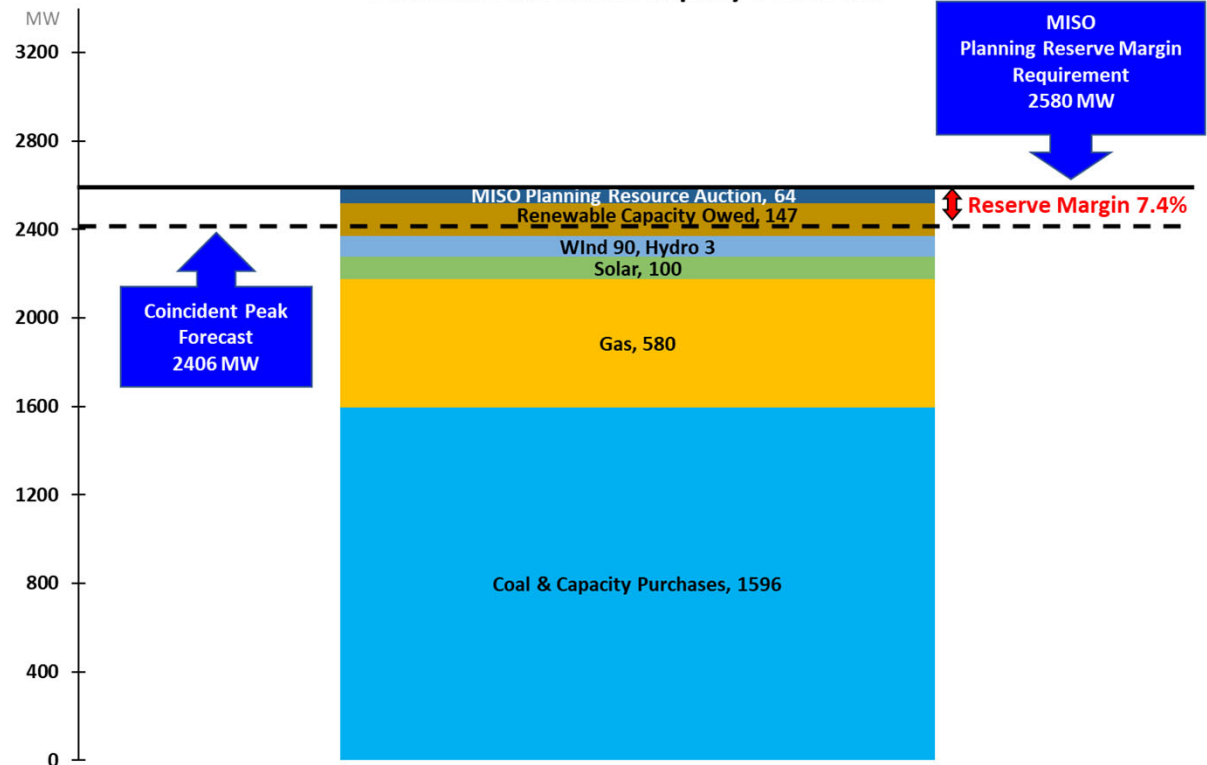 MW
3200
2800
2400
2000
1600
1200
800
400
0
MISO
Planning Reserve Margin
Requirement
2580 MW
MISO Planning Resource Auction, 64
Reserve Margin 7.4%
Renewable Capacity Owed, 147
WInd 90, Hydro 3
Solar, 100
Coincident Peak
Forecast
2406 MW
Gas, 580
Coal & Capacity Purchases, 1596